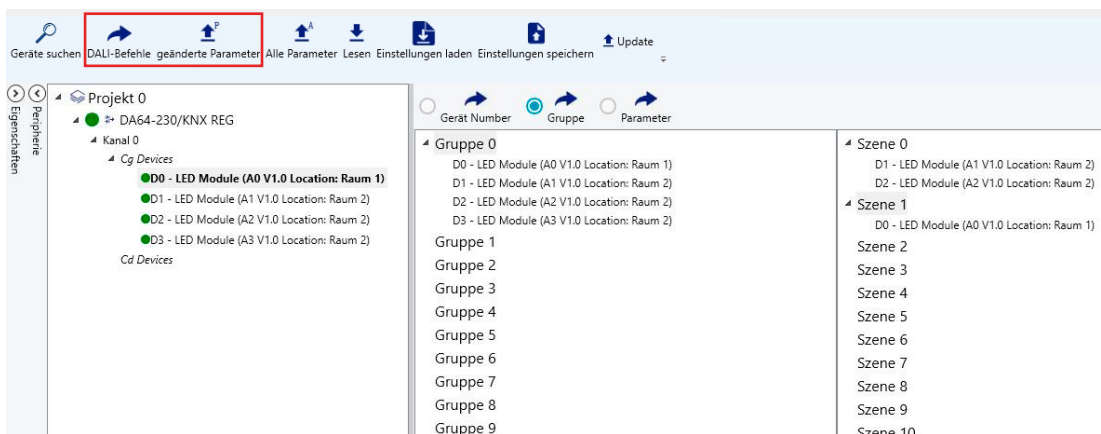 Geräte suchen DALI-Befehle geänderte Parameter Alle Parameter Lesen Einstellungen laden Einstellungen speichern Update
P
A
Eigenschaften
Peripherie
Projekt 0
DA64-230/KNX REG
Kanal 0
Cg Devices
D0 - LED Module (A0 V1.0 Location: Raum 1)
D1 - LED Module (A1 V1.0 Location: Raum 2)
D2 - LED Module (A2 V1.0 Location: Raum 2)
D3 - LED Module (A3 V1.0 Location: Raum 2)
Cd Devices
Gerät Number Gruppe Parameter
Gruppe 0
D0 - LED Module (A0 V1.0 Location: Raum 1)
D1 - LED Module (A1 V1.0 Location: Raum 2)
D2 - LED Module (A2 V1.0 Location: Raum 2)
D3 - LED Module (A3 V1.0 Location: Raum 2)
Gruppe 1
Gruppe 2
Gruppe 3
Gruppe 4
Gruppe 5
Gruppe 6
Gruppe 7
Gruppe 8
Gruppe 9
Szene 0
D1 - LED Module (A1 V1.0 Location: Raum 2)
D2 - LED Module (A2 V1.0 Location: Raum 2)
Szene 1
D0 - LED Module (A0 V1.0 Location: Raum 1)
Szene 2
Szene 3
Szene 4
Szene 5
Szene 6
Szene 7
Szene 8
Szene 9
Szene 10